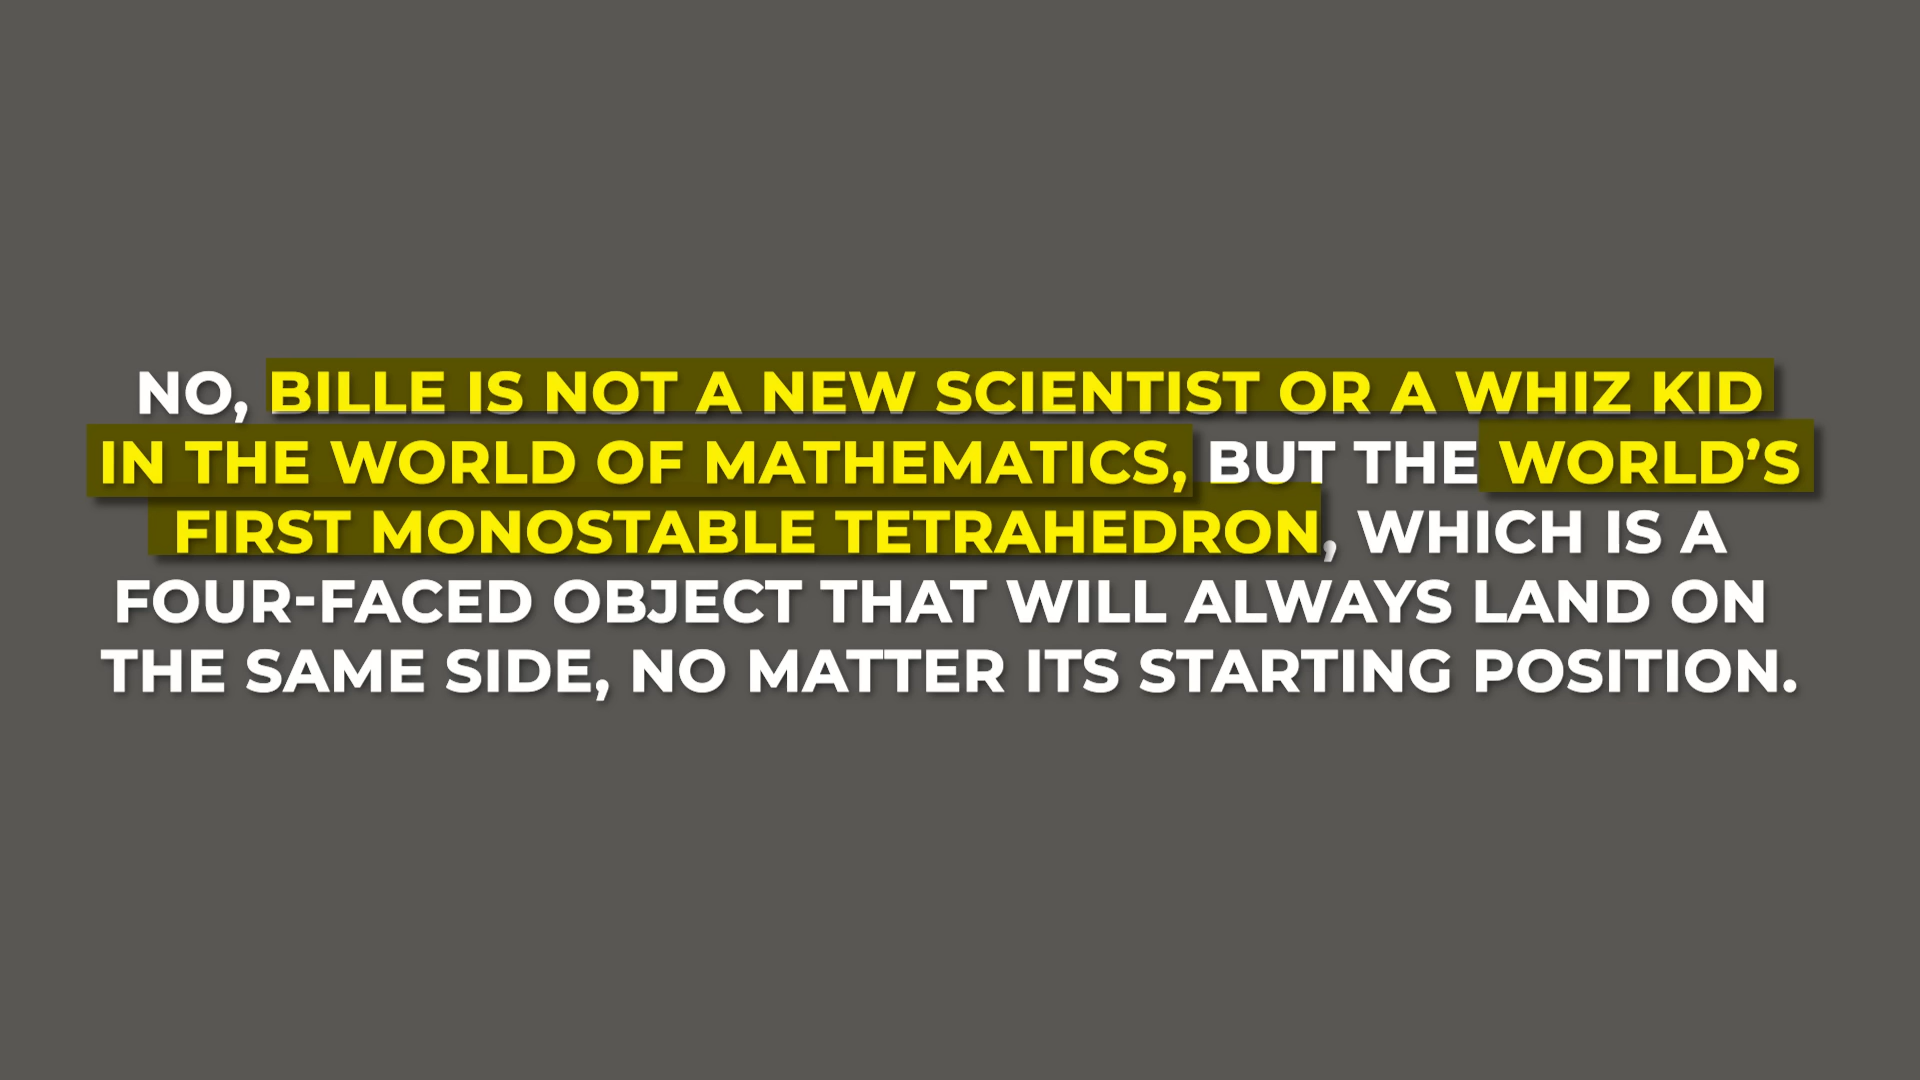 NO, BILLE IS NOT A NEW SCIENTIST OR A WHIZ KID
IN THE WORLD OF MATHEMATICS, BUT THE WORLD’S
FIRST MONOSTABLE TETRAHEDRON, WHICH IS A
FOUR-FACED OBJECT THAT WILL ALWAYS LAND ON
THE SAME SIDE, NO MATTER ITS STARTING POSITION.